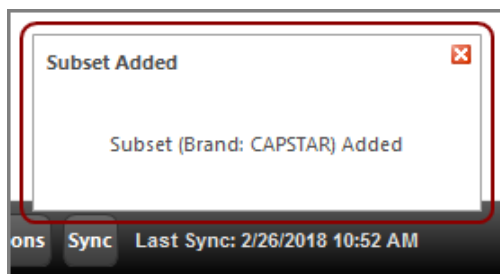 Subset Added
Subset (Brand: CAPSTAR) Added
ons Sync Last Sync: 2/26/2018 10:52 AM